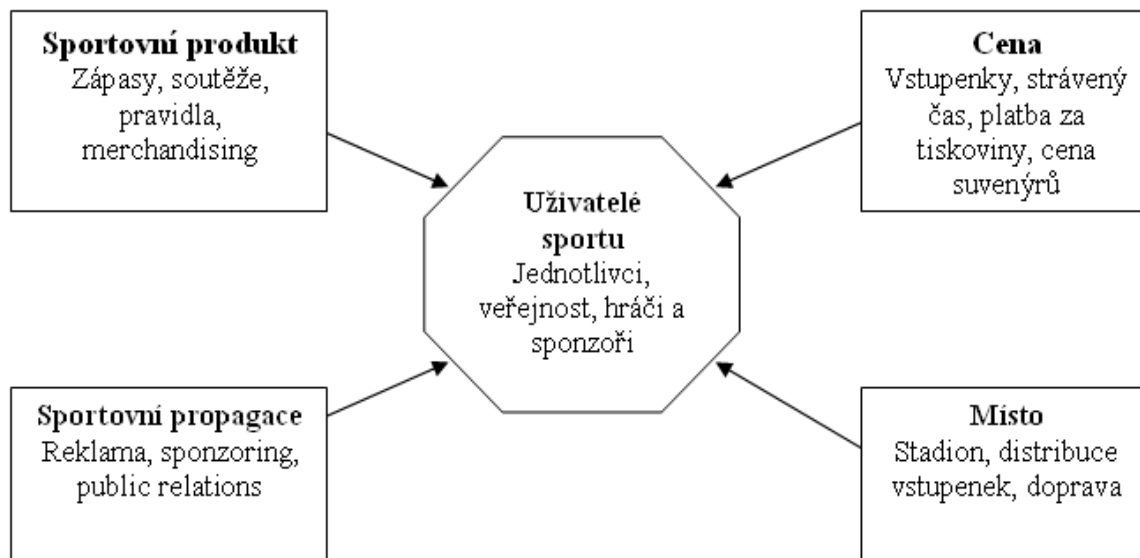 Sportovní produkt
Zápasy, soutěže,
pravidla,
merchandising
Cena
Vstupenky, strávený
čas, platba za
tiskoviny, cena
suvenýrů
Uživatelé
sportu
Jednotlivci,
veřejnost, hráči a
sponzoři
Sportovní propagace
Reklama, sponzoring,
public relations
Místo
Stadion, distribuce
vstupenek, doprava